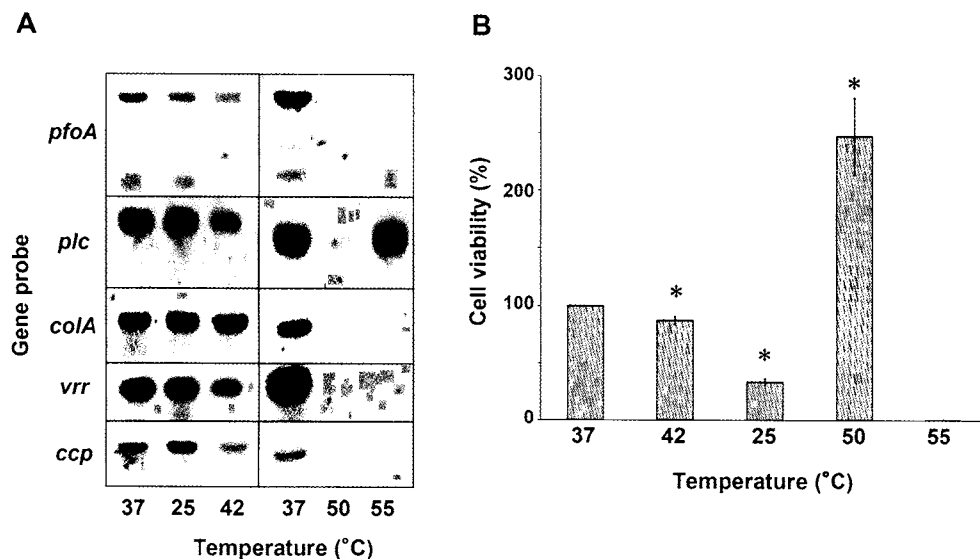 A
Gene probe
pfoA
plc
colA
vrr
ccp
37 25 42 37 50 55
Temperature (°C)
B
Cell viability (%)
300
200
100
0
*
*
*
*
37 42 25 50 55
Temperature (°C)